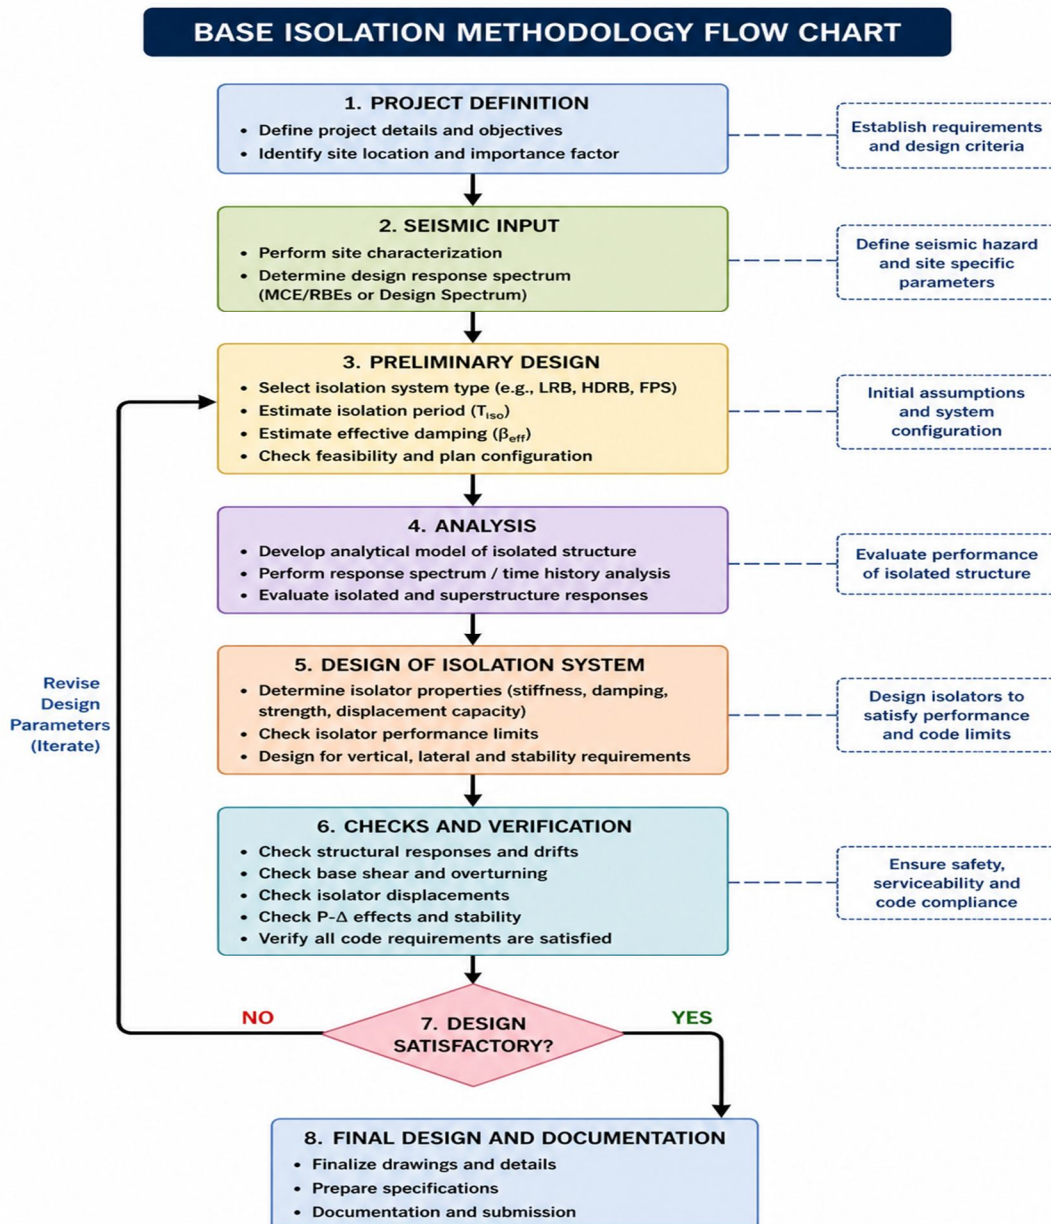 BASE ISOLATION METHODOLOGY FLOW CHART
1. PROJECT DEFINITION
• Define project details and objectives
• Identify site location and importance factor
Establish requirements
and design criteria
2. SEISMIC INPUT
• Perform site characterization
• Determine design response spectrum
(MCE/RBEs or Design Spectrum)
Define seismic hazard
and site specific
parameters
3. PRELIMINARY DESIGN
• Select isolation system type (e.g., LRB, HDRB, FPS)
• Estimate isolation period (Tiso)
• Estimate effective damping (βeff)
• Check feasibility and plan configuration
Initial assumptions
and system
configuration
4. ANALYSIS
• Develop analytical model of isolated structure
• Perform response spectrum / time history analysis
• Evaluate isolated and superstructure responses
Evaluate performance
of isolated structure
5. DESIGN OF ISOLATION SYSTEM
• Determine isolator properties (stiffness, damping,
strength, displacement capacity)
• Check isolator performance limits
• Design for vertical, lateral and stability requirements
Design isolators to
satisfy performance
and code limits
Revise
Design
Parameters
(Iterate)
6. CHECKS AND VERIFICATION
• Check structural responses and drifts
• Check base shear and overturning
• Check isolator displacements
• Check P-Δ effects and stability
• Verify all code requirements are satisfied
Ensure safety,
serviceability and
code compliance
NO
7. DESIGN
SATISFACTORY?
YES
8. FINAL DESIGN AND DOCUMENTATION
• Finalize drawings and details
• Prepare specifications
• Documentation and submission